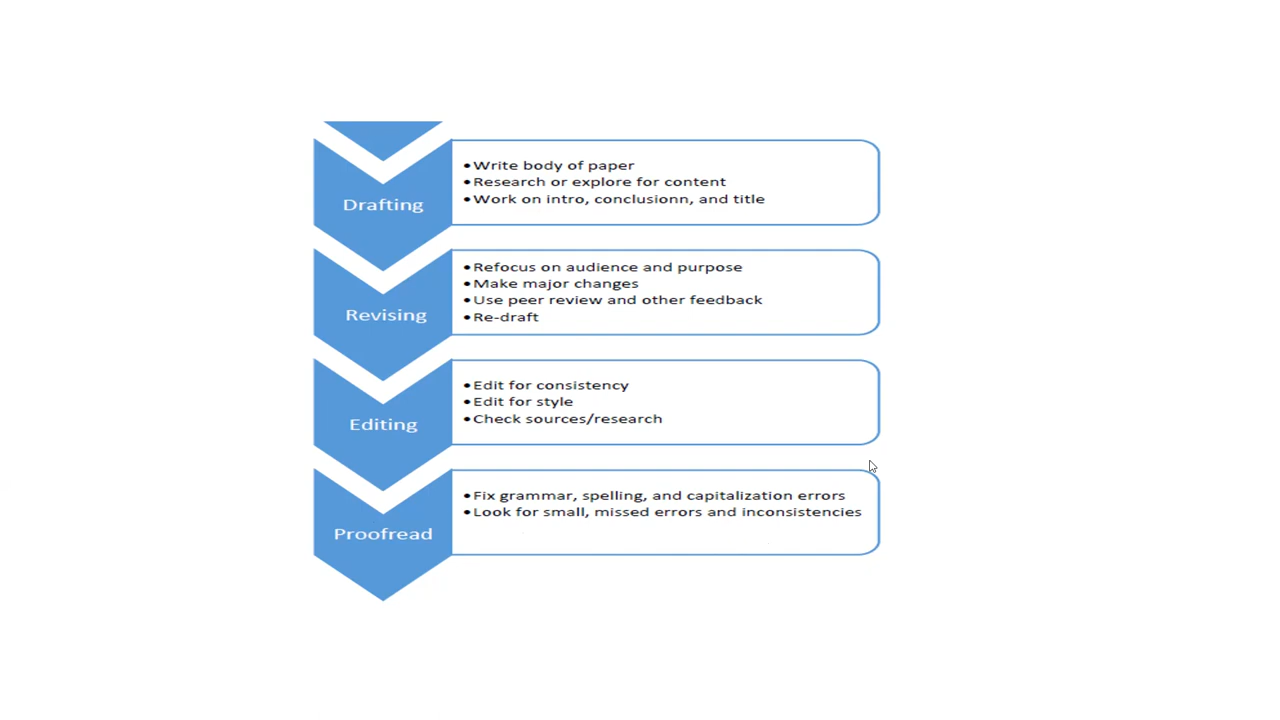 Drafting
•Write body of paper
•Research or explore for content
•Work on intro, conclusionn, and title
Revising
•Refocus on audience and purpose
•Make major changes
•Use peer review and other feedback
•Re-draft
Editing
•Edit for consistency
•Edit for style
•Check sources/research
Proofread
•Fix grammar, spelling, and capitalization errors
•Look for small, missed errors and inconsistencies